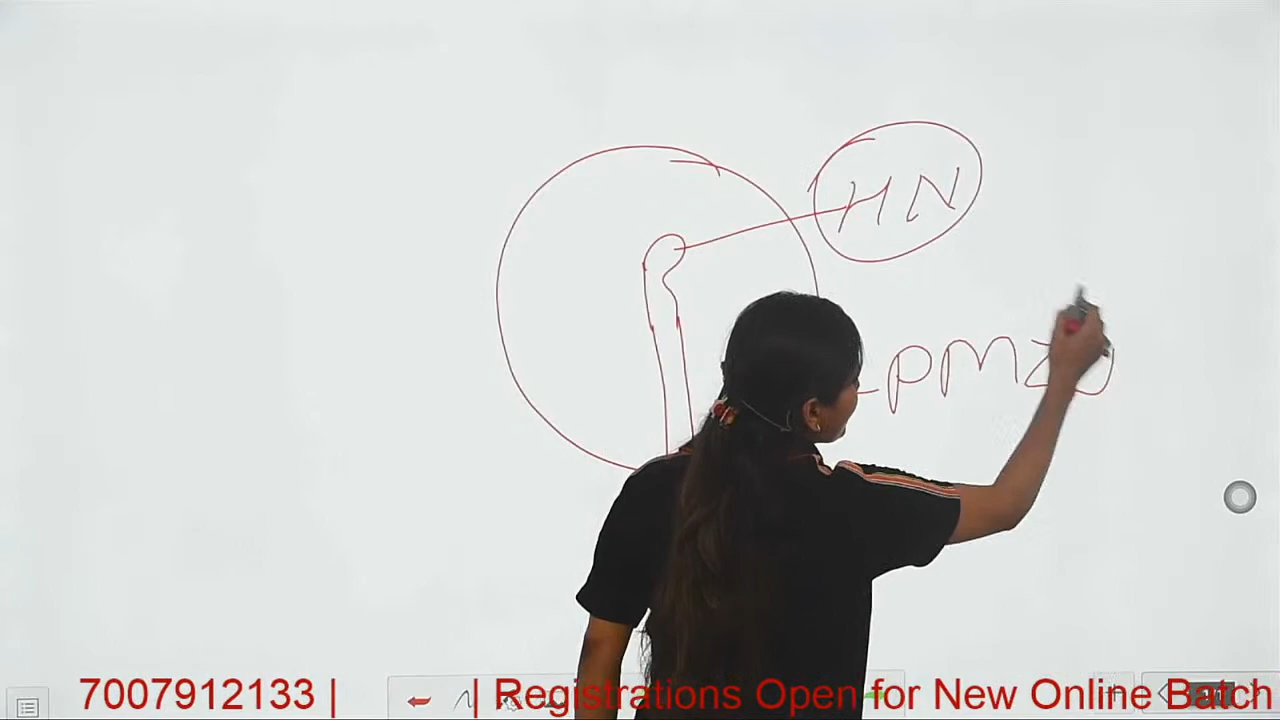 HN
PMZ
7007912133 | | Registrations Open for New Online Batch